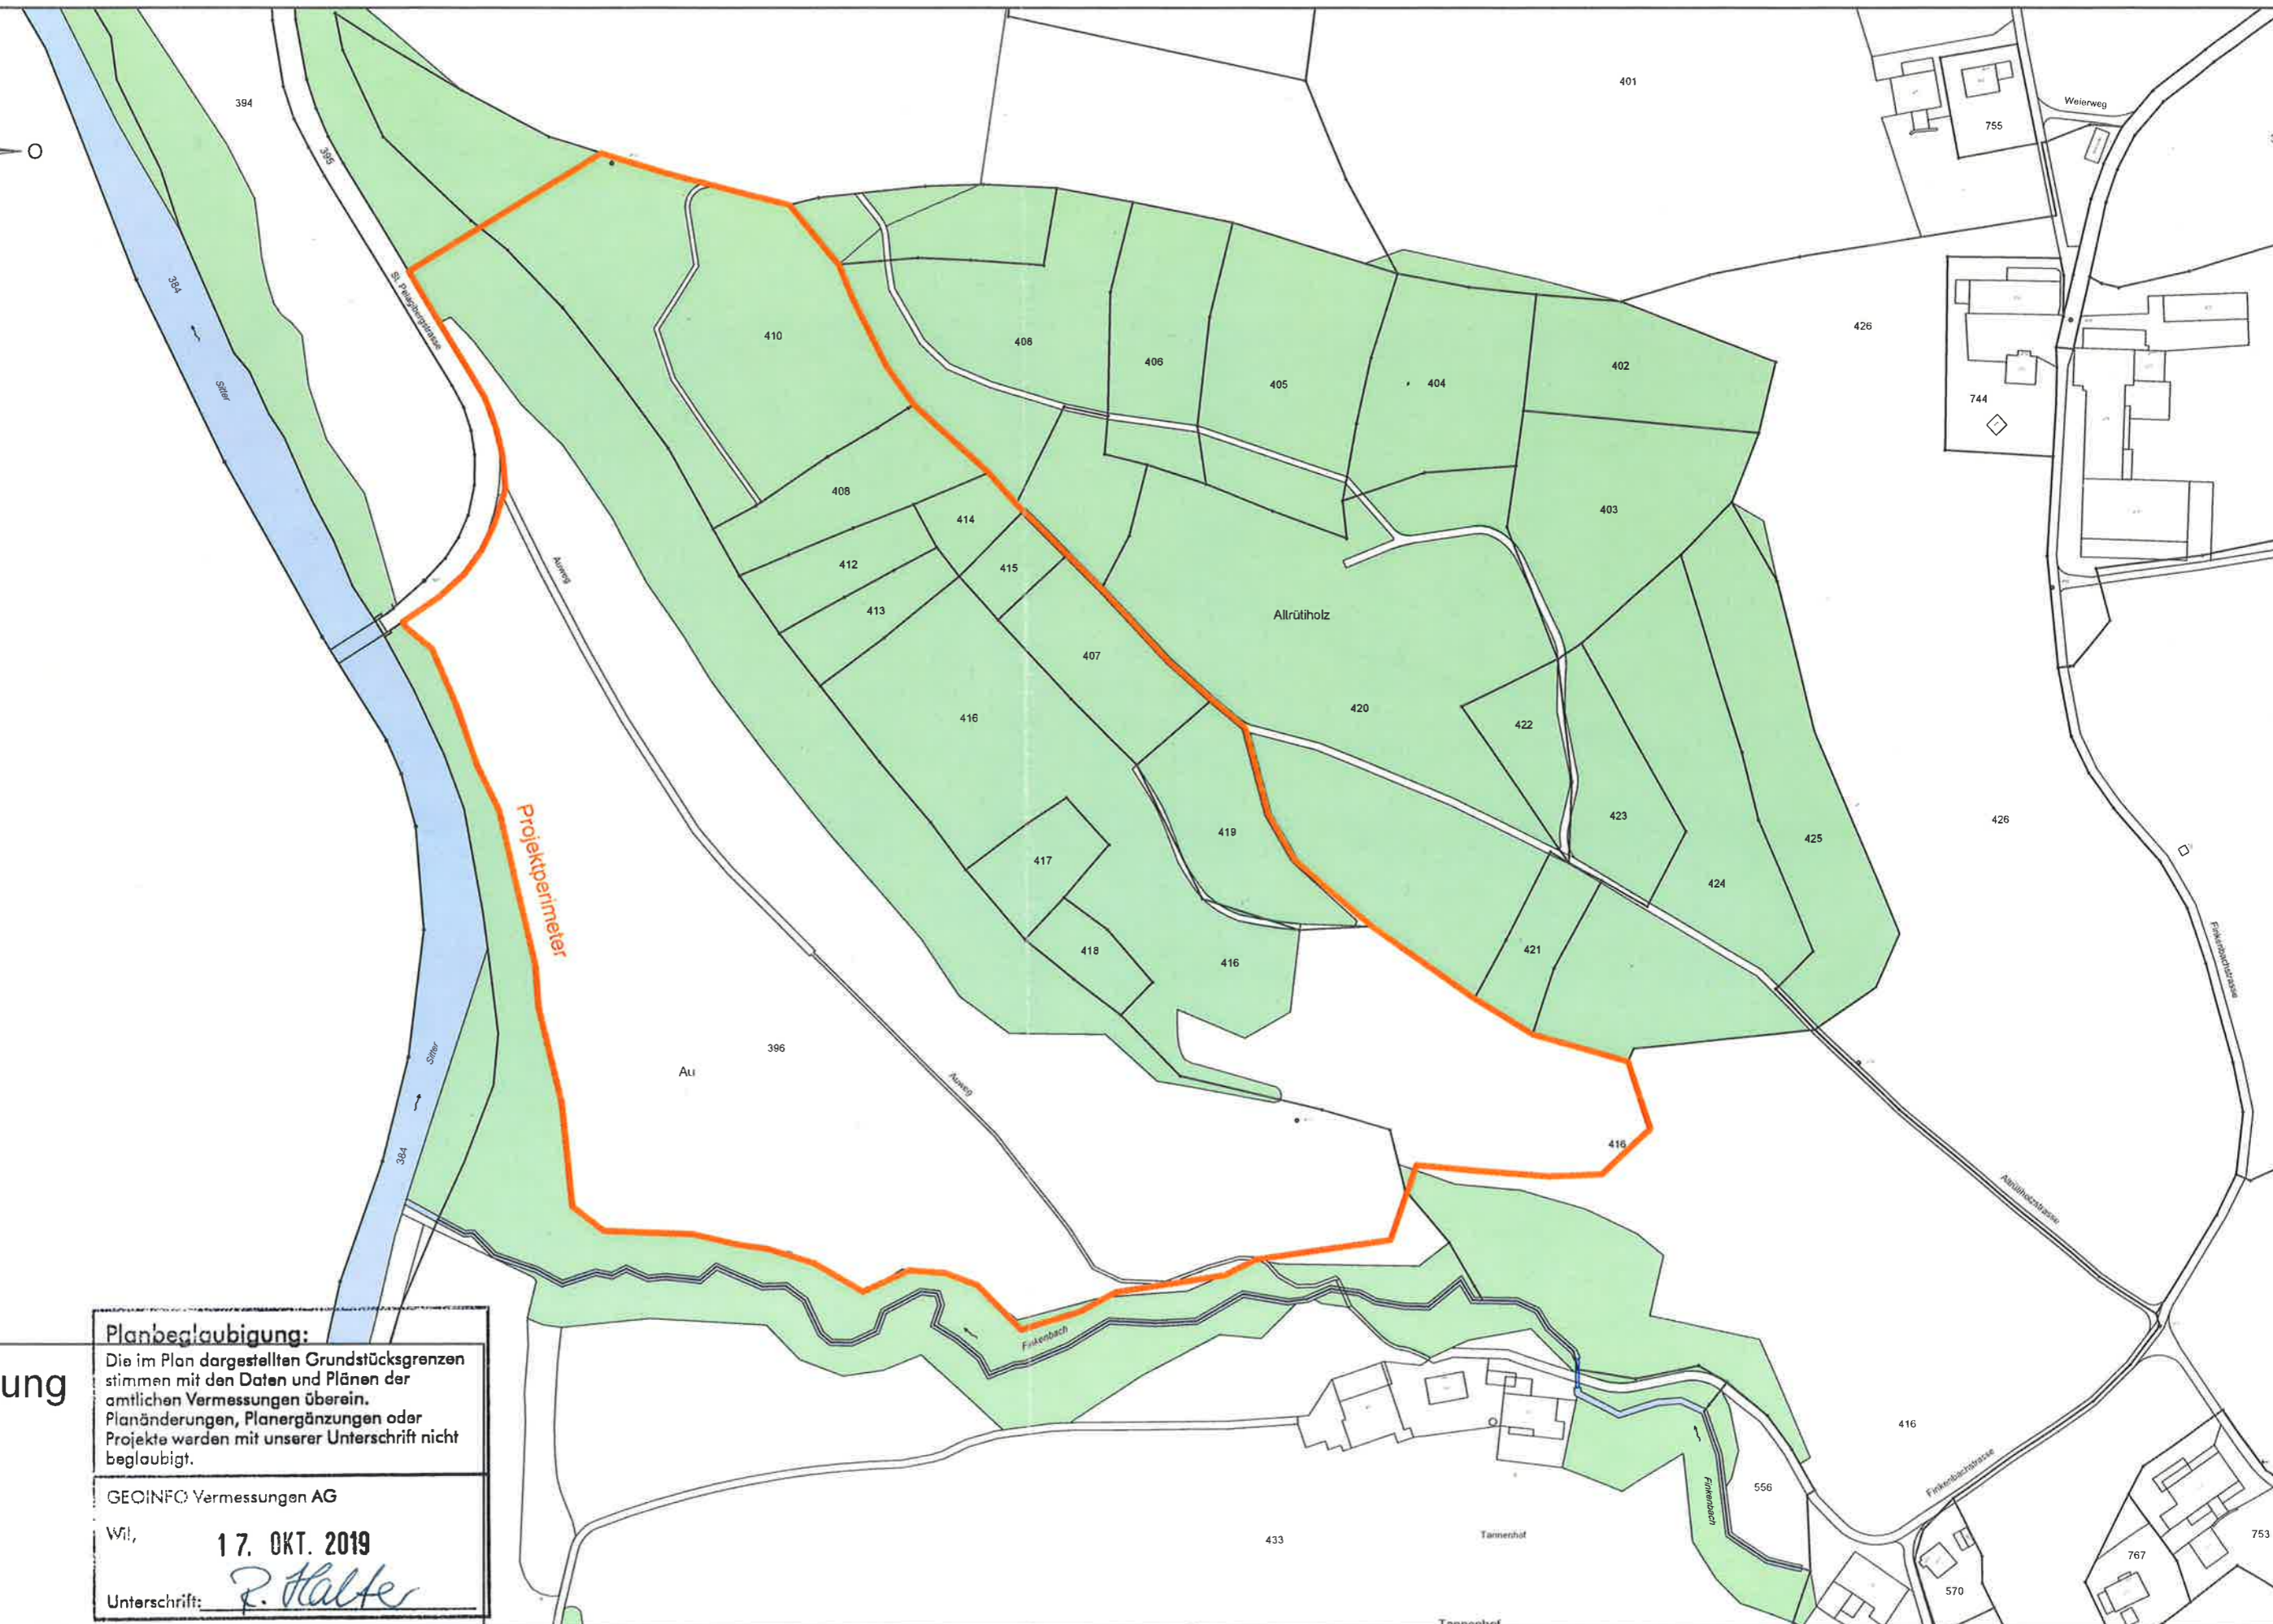 394
395
401
Weierweg
755
O
384
St. Pelagibergstrasse
Sitter
410
408
406
405
404
402
426
744
408
414
403
412
415
Auweg
413
Allrütiholz
407
420
416
422
423
419
425
426
Projektperimeter
417
424
421
418
416
Finkenbachstrasse
396
Au
Sitter
Auweg
416
384
Allrütiholzstrasse
Finkenbach
416
Finkenbachstrasse
Finkenbach
556
433
Tannenhof
753
767
570
Tannenhof
ung
Planbeglaubigung:
Die im Plan dargestellten Grundstücksgrenzen
stimmen mit den Daten und Plänen der
amtlichen Vermessungen überein.
Planänderungen, Planergänzungen oder
Projekte werden mit unserer Unterschrift nicht
beglaubigt.
GEOINFO Vermessungen AG
Wil,
17. OKT. 2019
Unterschrift: R. Halter